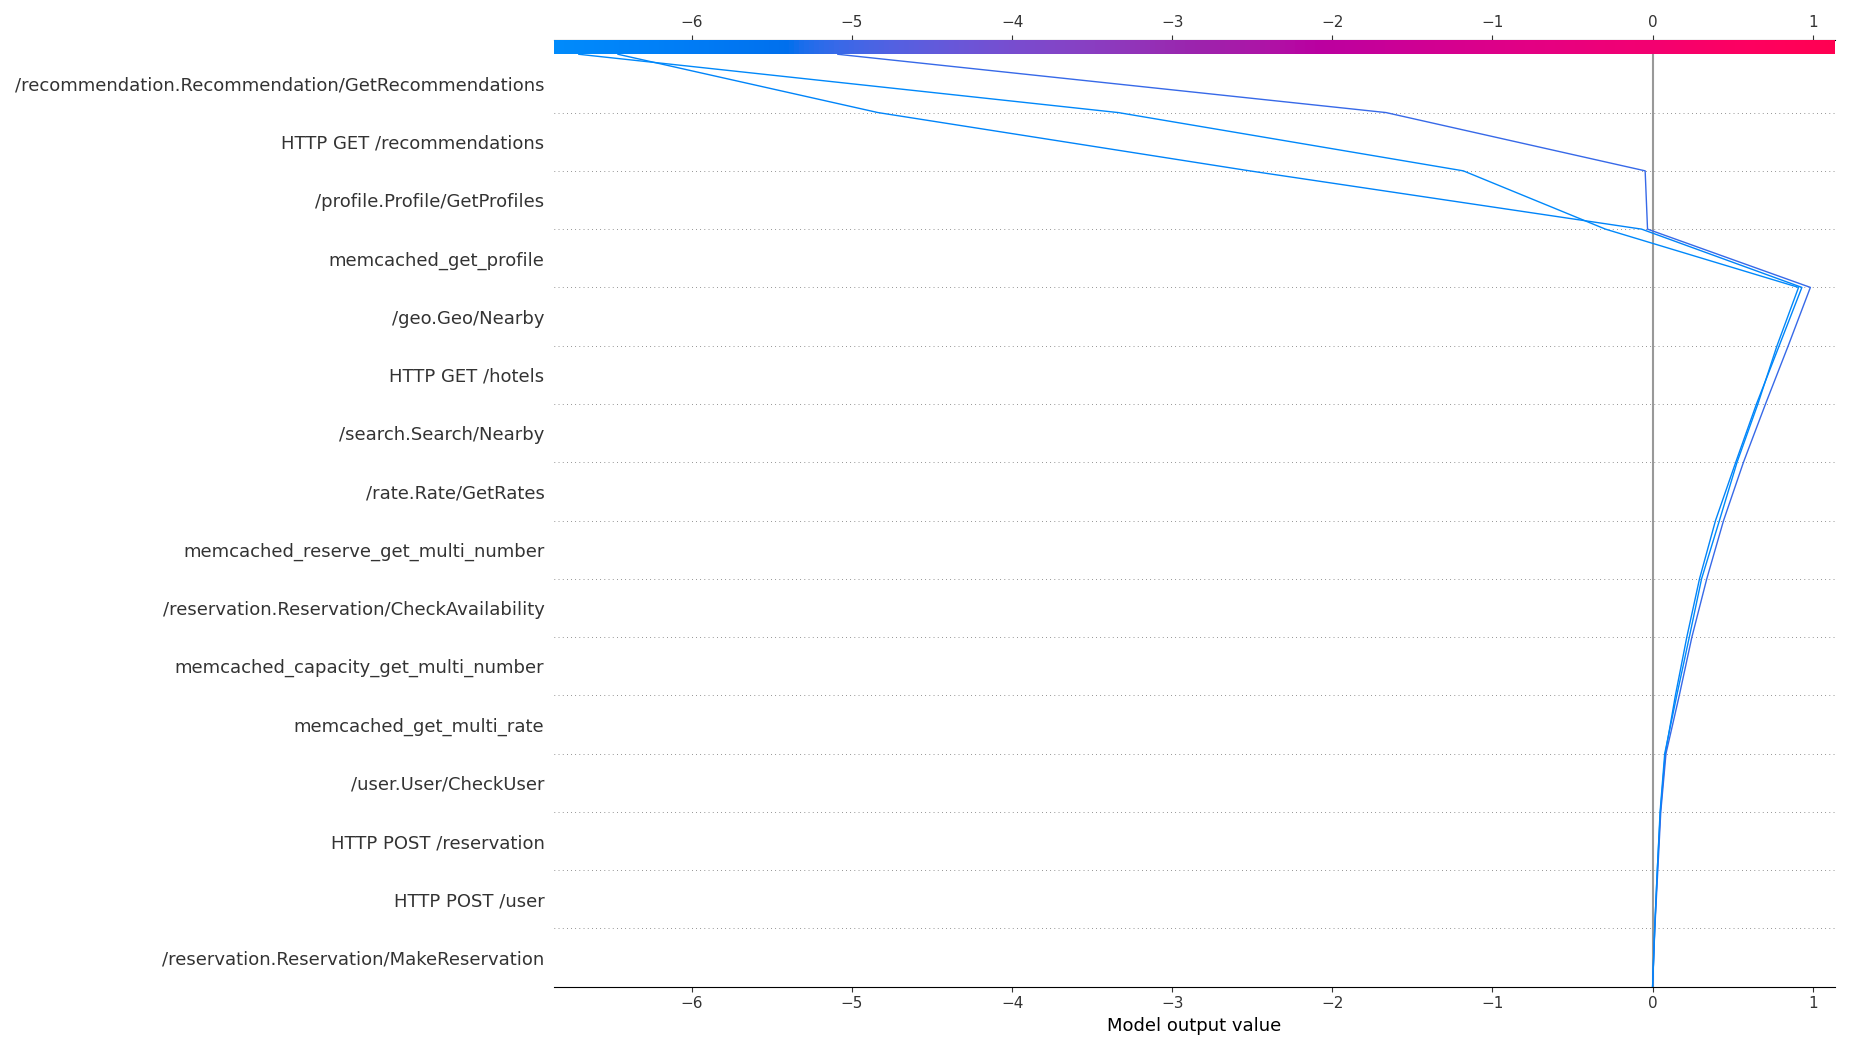 −6 −5 −4 −3 −2 −1 0 1
/recommendation.Recommendation/GetRecommendations
HTTP GET /recommendations
/profile.Profile/GetProfiles
memcached_get_profile
/geo.Geo/Nearby
HTTP GET /hotels
/search.Search/Nearby
/rate.Rate/GetRates
memcached_reserve_get_multi_number
/reservation.Reservation/CheckAvailability
memcached_capacity_get_multi_number
memcached_get_multi_rate
/user.User/CheckUser
HTTP POST /reservation
HTTP POST /user
/reservation.Reservation/MakeReservation
−6 −5 −4 −3 −2 −1 0 1
Model output value